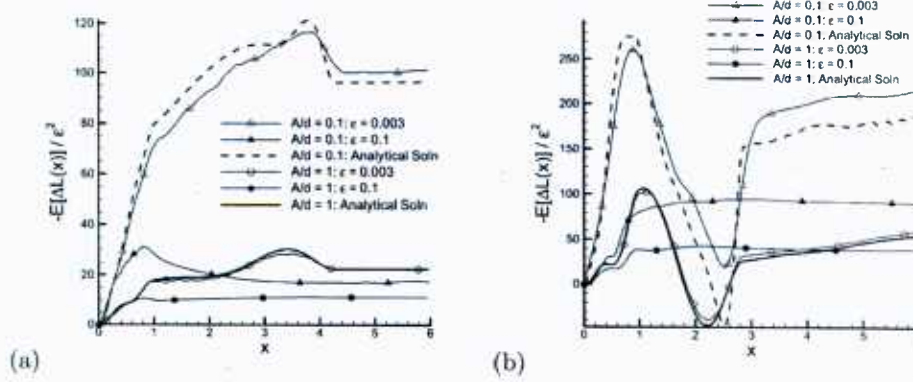 120
100
80
60
40
20
0
-E[ΔL(x)] / ε²
A/d = 0.1: ε = 0.003
A/d = 0.1: ε = 0.1
A/d = 0.1: Analytical Soln
A/d = 1: ε = 0.003
A/d = 1: ε = 0.1
A/d = 1: Analytical Soln
0 1 2 3 4 5 6
x
(a)
A/d = 0.1: ε = 0.003
A/d = 0.1: ε = 0.1
A/d = 0.1, Analytical Soln
A/d = 1: ε = 0.003
A/d = 1: ε = 0.1
A/d = 1, Analytical Soln
250
200
150
100
50
0
-E[ΔL(x)] / ε²
0 1 2 3 4 5
x
(b)